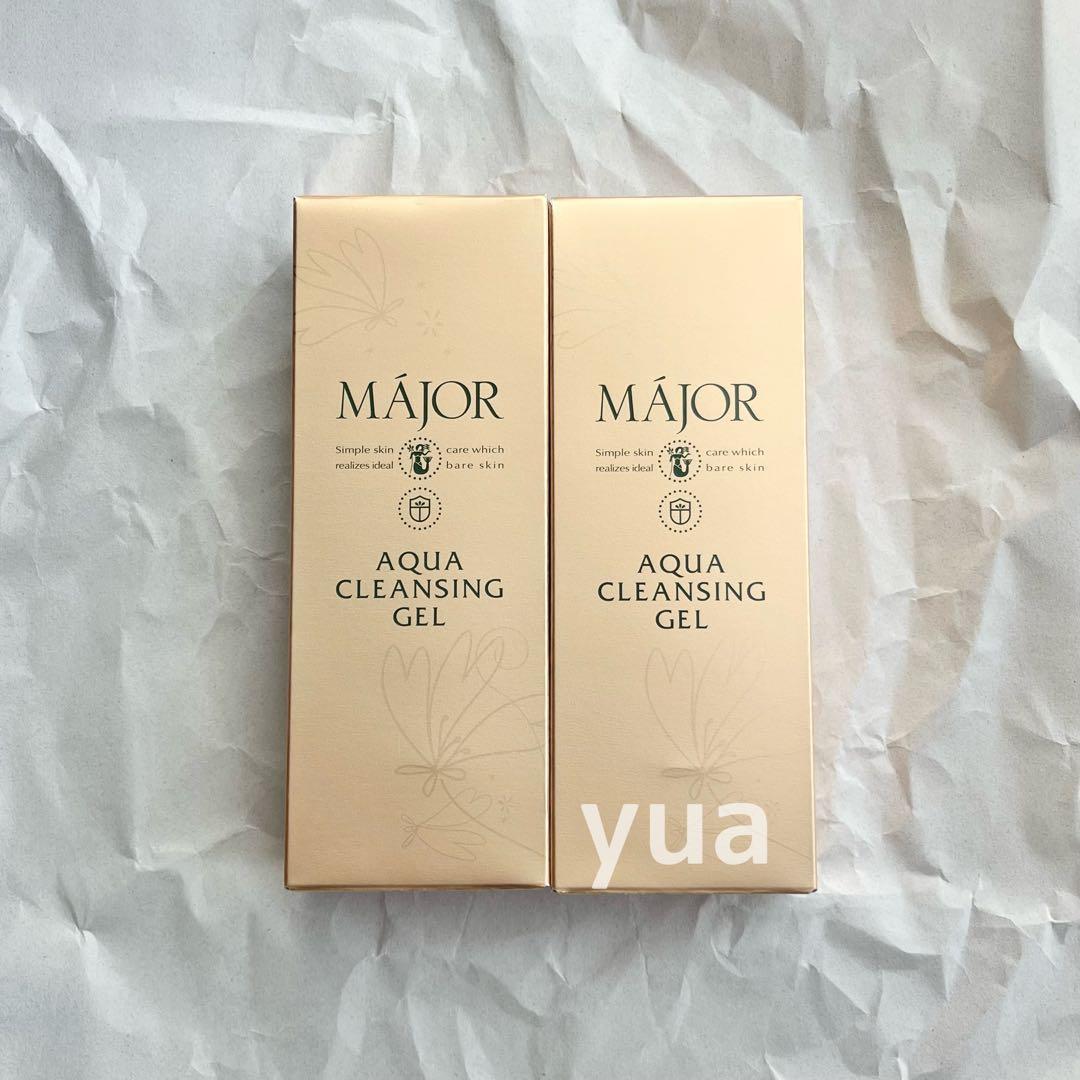 MÁJOR
Simple skin care which
realizes ideal bare skin
AQUA
CLEANSING
GEL
MÁJOR
Simple skin care which
realizes ideal bare skin
AQUA
CLEANSING
GEL
yua